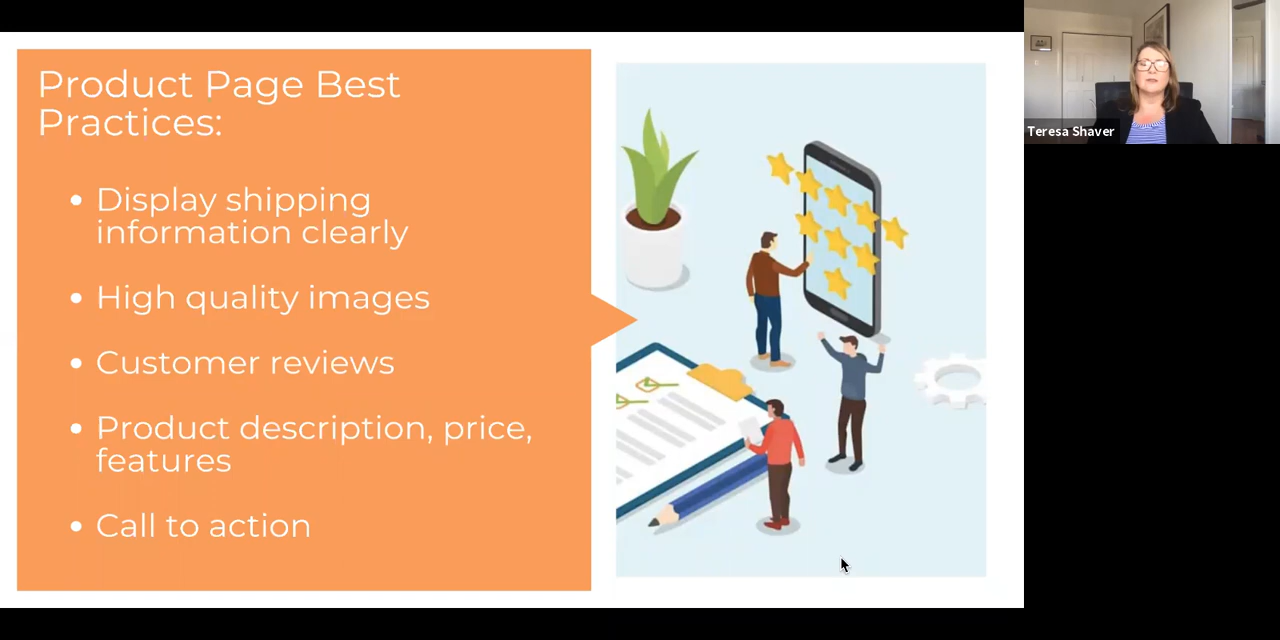 Product Page Best
Practices:
• Display shipping
information clearly
• High quality images
• Customer reviews
• Product description, price,
features
• Call to action
Teresa Shaver